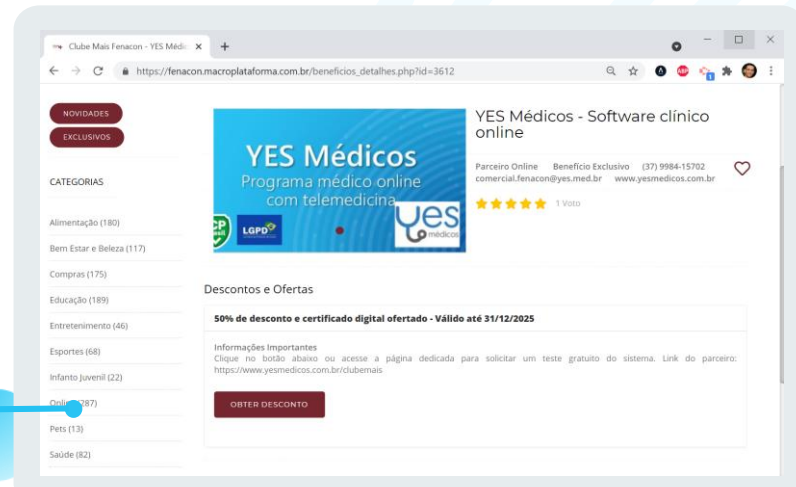 Clube Mais Fenacon - YES Médic
https://fenacon.macroplataforma.com.br/beneficios_detalhes.php?id=3612
NOVIDADES
EXCLUSIVOS
CATEGORIAS
Alimentação (180)
Bem Estar e Beleza (117)
Compras (175)
Educação (189)
Entretenimento (46)
Esportes (68)
Infanto Juvenil (22)
Pets (13)
Saúde (82)
YES Médicos
Programa médico online
com telemedicina
LGPD
yes
médicos
YES Médicos - Software clínico
online
Parceiro Online Benefício Exclusivo (37) 9984-15702
comercial.fenacon@yes.med.br www.yesmedicos.com.br
1 Voto
Descontos e Ofertas
50% de desconto e certificado digital ofertado - Válido até 31/12/2025
Informações Importantes
Clique no botão abaixo ou acesse a página dedicada para solicitar um teste gratuito do sistema. Link do parceiro:
https://www.yesmedicos.com.br/clubemais
OBTER DESCONTO